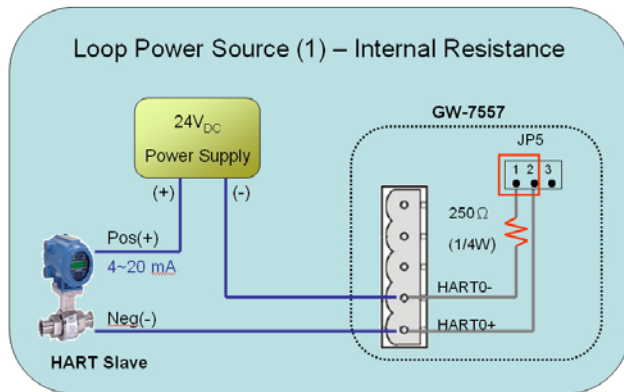 Loop Power Source (1) – Internal Resistance
24VDC
Power Supply
(+)
(-)
GW-7557
JP5
1 2 3
250Ω
(1/4W)
Pos(+)
4~20 mA
HART0-
Neg(-)
HART0+
HART Slave